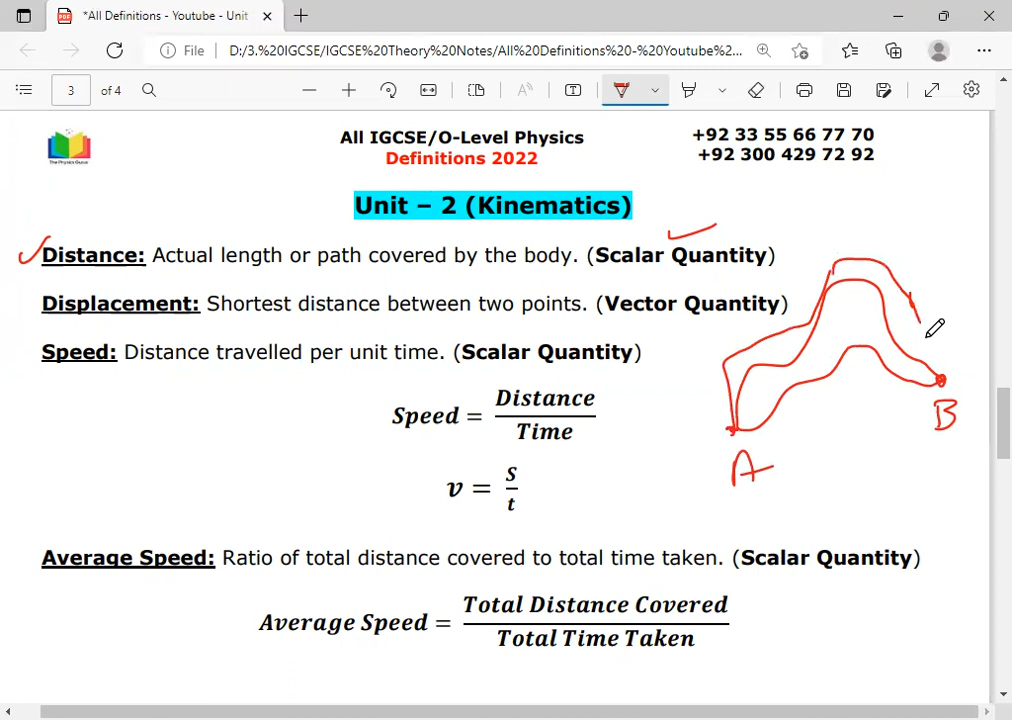 *All Definitions - Youtube - Unit
File D:/3.%20IGCSE/IGCSE%20Theory%20Notes/All%20Definitions%20-%20Youtube%2...
3 of 4
The Physics Gurus
All IGCSE/O-Level Physics
Definitions 2022
+92 33 55 66 77 70
+92 300 429 72 92
Unit – 2 (Kinematics)
Distance: Actual length or path covered by the body. (Scalar Quantity)
Displacement: Shortest distance between two points. (Vector Quantity)
Speed: Distance travelled per unit time. (Scalar Quantity)
Speed = Distance / Time
v = S / t
A
B
Average Speed: Ratio of total distance covered to total time taken. (Scalar Quantity)
Average Speed = Total Distance Covered / Total Time Taken